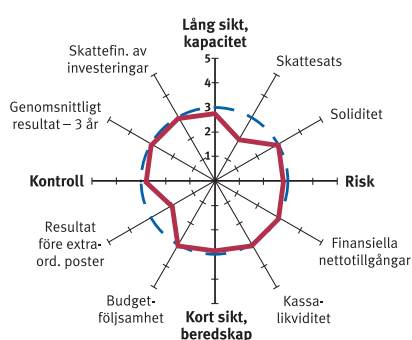 Lång sikt,
kapacitet
Skattefin. av
investeringar
Skattesats
5
4
3
2
1
Genomsnittligt
resultat – 3 år
Soliditet
Kontroll
Risk
Resultat
före extra-
ord. poster
Finansiella
nettotillgångar
Budget-
följsamhet
Kassa-
likviditet
Kort sikt,
beredskap